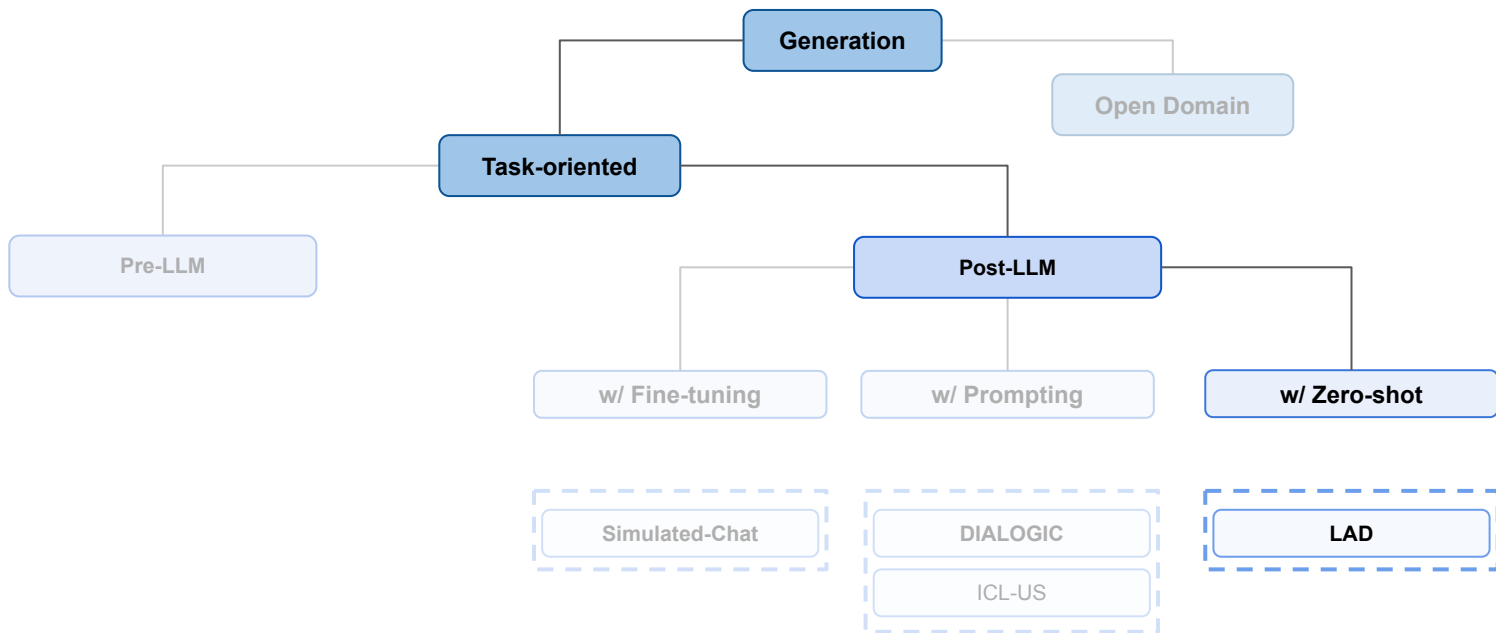 Generation
Open Domain
Task-oriented
Pre-LLM
Post-LLM
w/ Fine-tuning
w/ Prompting
w/ Zero-shot
Simulated-Chat
DIALOGIC
LAD
ICL-US